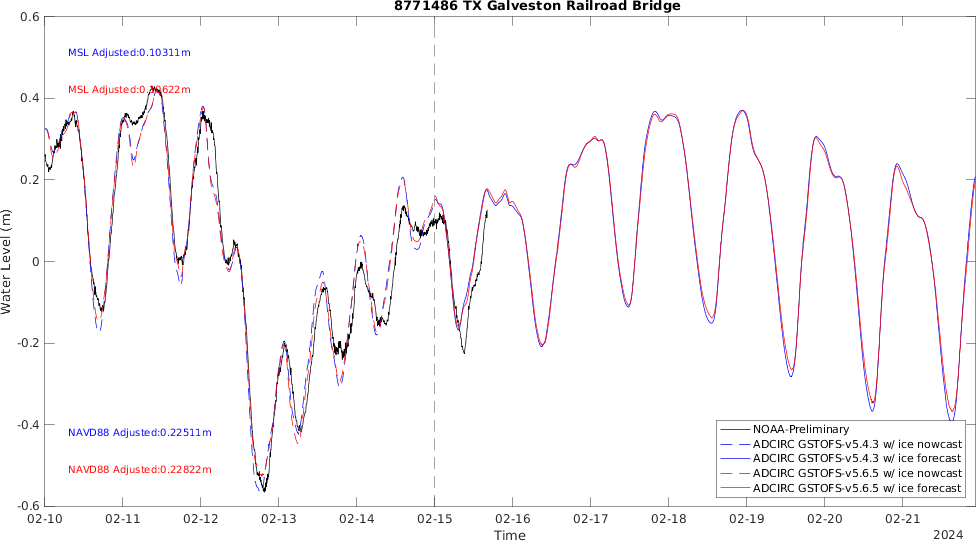 8771486 TX Galveston Railroad Bridge
0.6
0.4
0.2
0
-0.2
-0.4
-0.6
Water Level (m)
MSL Adjusted:0.10311m
MSL Adjusted:0.10622m
NAVD88 Adjusted:0.22511m
NAVD88 Adjusted:0.22822m
NOAA-Preliminary
ADCIRC GSTOFS-v5.4.3 w/ ice nowcast
ADCIRC GSTOFS-v5.4.3 w/ ice forecast
ADCIRC GSTOFS-v5.6.5 w/ ice nowcast
ADCIRC GSTOFS-v5.6.5 w/ ice forecast
02-10 02-11 02-12 02-13 02-14 02-15 02-16 02-17 02-18 02-19 02-20 02-21
Time
2024